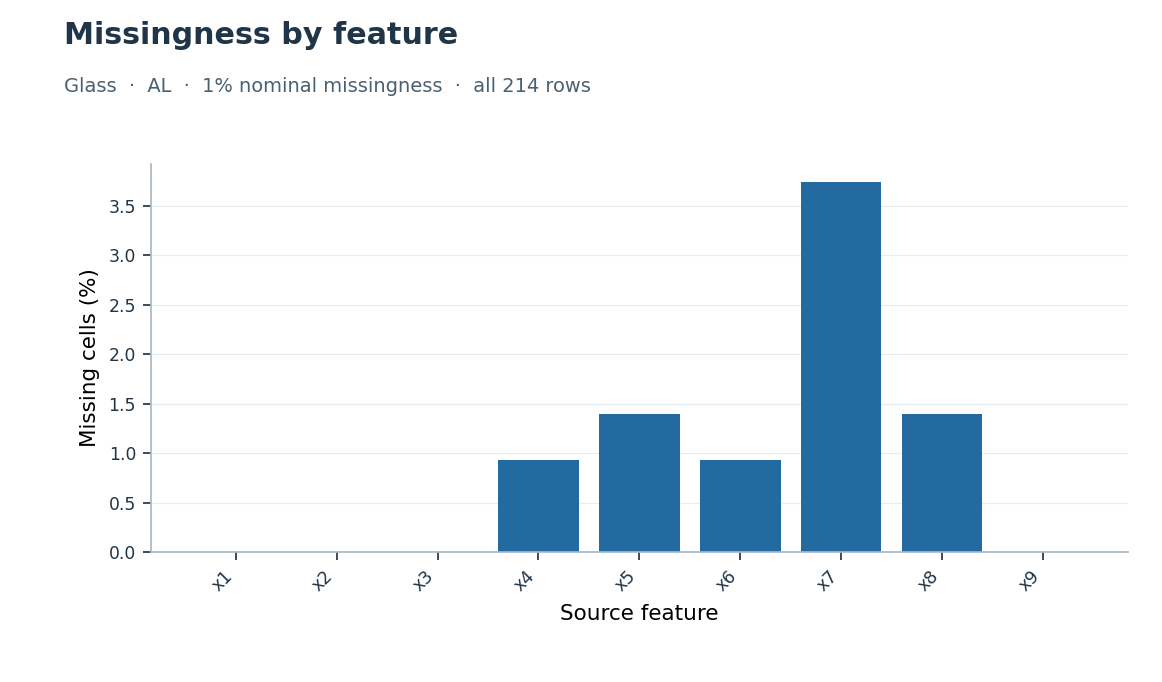 Missingness by feature
Glass · AL · 1% nominal missingness · all 214 rows
3.5
3.0
2.5
2.0
1.5
1.0
0.5
0.0
Missing cells (%)
x1 x2 x3 x4 x5 x6 x7 x8 x9
Source feature